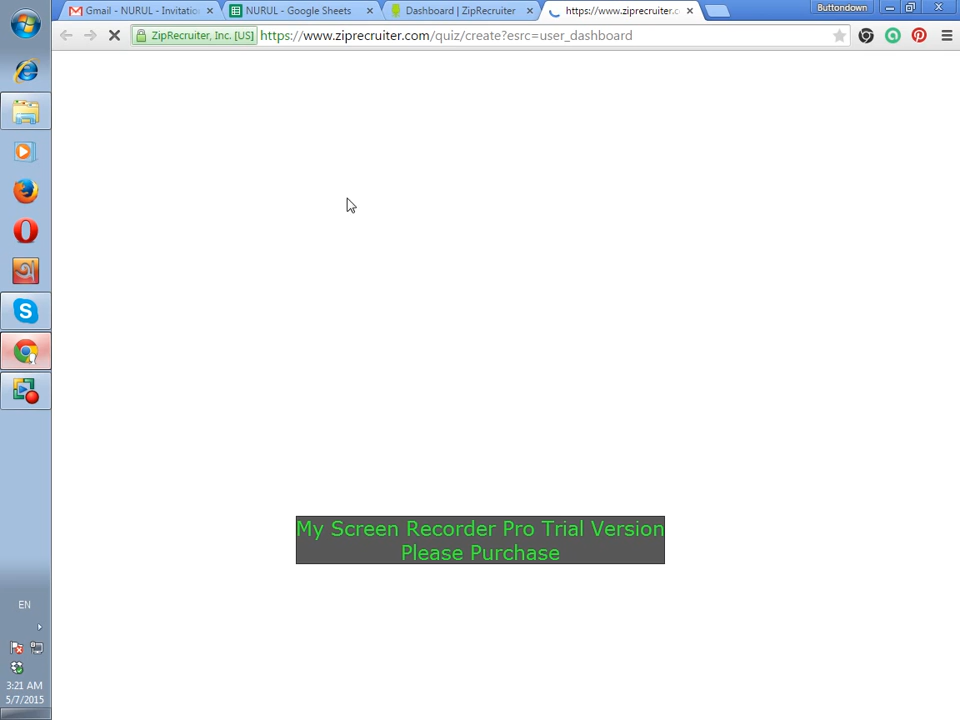 Gmail - NURUL - Invitatio
NURUL - Google Sheets
Dashboard | ZipRecruiter
https://www.ziprecruiter.c
Buttondown
ZipRecruiter, Inc. [US]
https://www.ziprecruiter.com/quiz/create?esrc=user_dashboard
My Screen Recorder Pro Trial Version
Please Purchase
EN
3:21 AM
5/7/2015